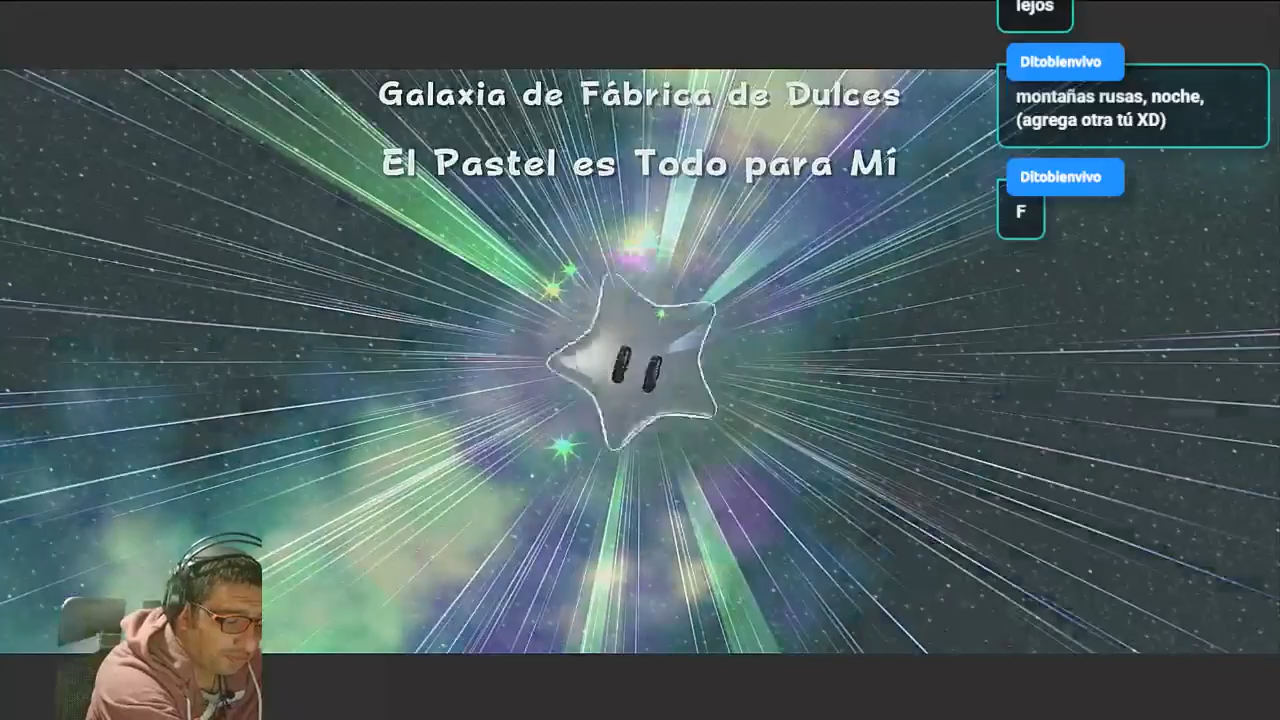 Galaxia de Fábrica de Dulces
El Pastel es Todo para Mí
lejos
Ditobienvivo
montañas rusas, noche,
(agrega otra tú XD)
Ditobienvivo
F